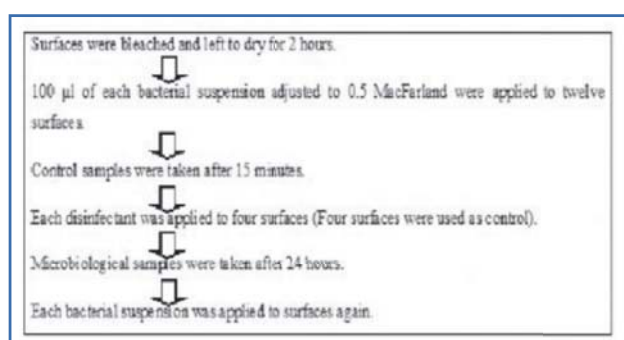 Surfaces were bleached and left to dry for 2 hours.
100 µl of each bacterial suspension adjusted to 0.5 MacFarland were applied to twelve
surfaces.
Control samples were taken after 15 minutes.
Each disinfectant was applied to four surfaces (Four surfaces were used as control).
Microbiological samples were taken after 24 hours.
Each bacterial suspension was applied to surfaces again.